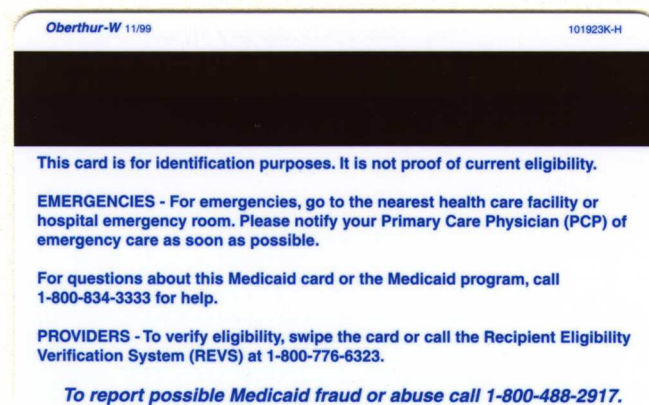 Oberthur-W 11/99 101923K-H
This card is for identification purposes. It is not proof of current eligibility.
EMERGENCIES - For emergencies, go to the nearest health care facility or
hospital emergency room. Please notify your Primary Care Physician (PCP) of
emergency care as soon as possible.
For questions about this Medicaid card or the Medicaid program, call
1-800-834-3333 for help.
PROVIDERS - To verify eligibility, swipe the card or call the Recipient Eligibility
Verification System (REVS) at 1-800-776-6323.
To report possible Medicaid fraud or abuse call 1-800-488-2917.